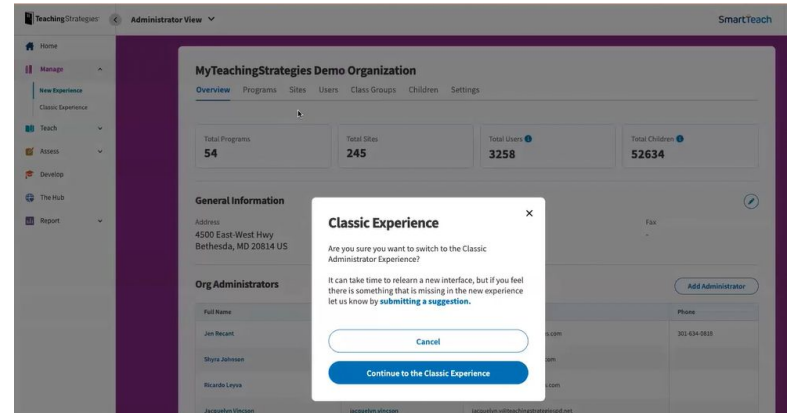 TeachingStrategies®
Administrator View
SmartTeach
Home
Manage
New Experience
Classic Experience
Teach
Assess
Develop
The Hub
Report
MyTeachingStrategies Demo Organization
Overview Programs Sites Users Class Groups Children Settings
Total Programs
54
Total Sites
245
Total Users
3258
Total Children
52634
General Information
Address
4500 East-West Hwy
Bethesda, MD 20814 US
Fax
-
Classic Experience
Are you sure you want to switch to the Classic
Administrator Experience?
It can take time to relearn a new interface, but if you feel
there is something that is missing in the new experience
let us know by submitting a suggestion.
Cancel
Continue to the Classic Experience
Org Administrators
Add Administrator
Full Name
Phone
Jen Recant
301-634-0818
Shyra Johnson
Ricardo Leyva